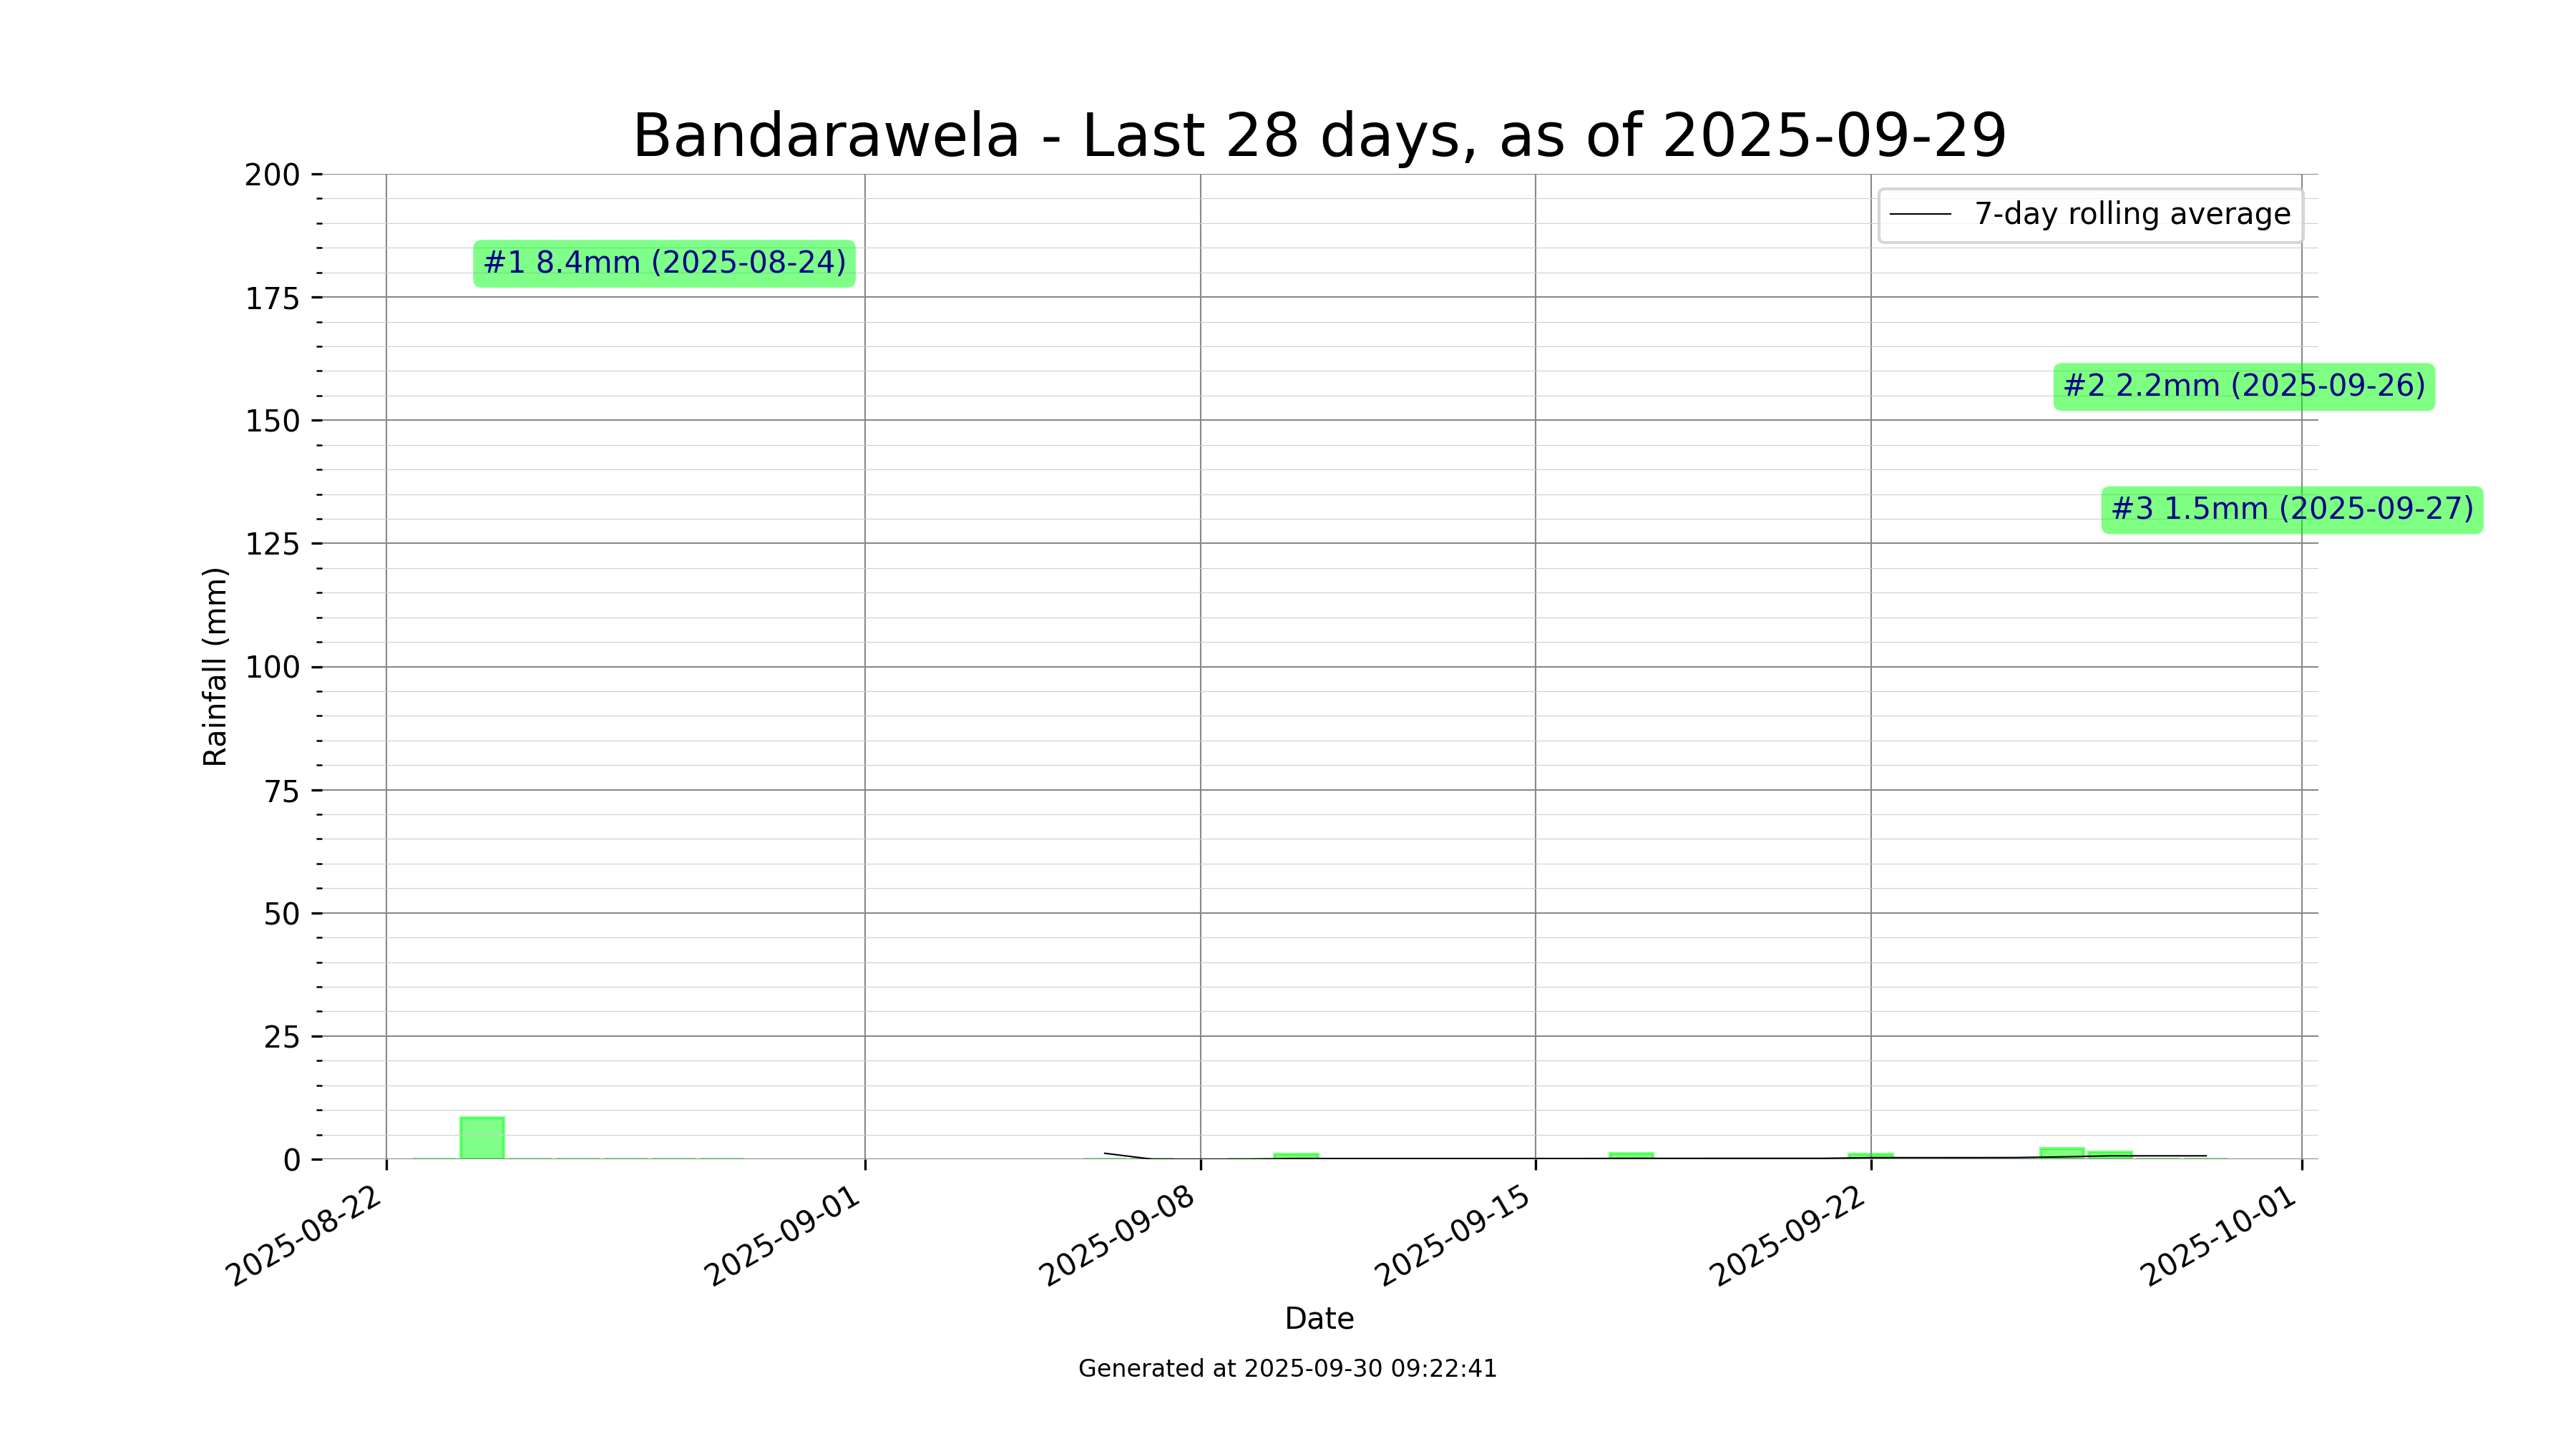 Bandarawela - Last 28 days, as of 2025-09-29
7-day rolling average
#1 8.4mm (2025-08-24)
#2 2.2mm (2025-09-26)
#3 1.5mm (2025-09-27)
Rainfall (mm)
200
175
150
125
100
75
50
25
0
2025-08-22
2025-09-01
2025-09-08
2025-09-15
2025-09-22
2025-10-01
Date
Generated at 2025-09-30 09:22:41